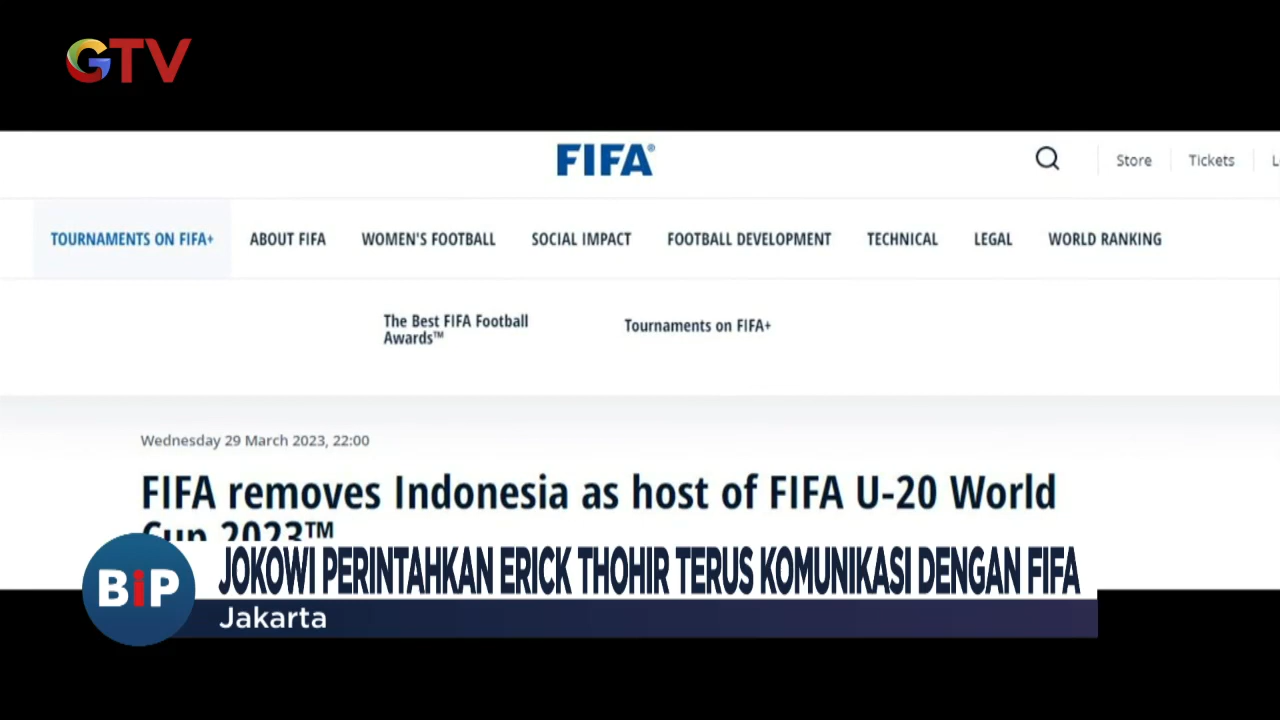 GTV
FIFA®
Store
Tickets
TOURNAMENTS ON FIFA+
ABOUT FIFA
WOMEN'S FOOTBALL
SOCIAL IMPACT
FOOTBALL DEVELOPMENT
TECHNICAL
LEGAL
WORLD RANKING
The Best FIFA Football
Awards™
Tournaments on FIFA+
Wednesday 29 March 2023, 22:00
FIFA removes Indonesia as host of FIFA U-20 World
Cup 2023™
BiP
JOKOWI PERINTAHKAN ERICK THOHIR TERUS KOMUNIKASI DENGAN FIFA
Jakarta